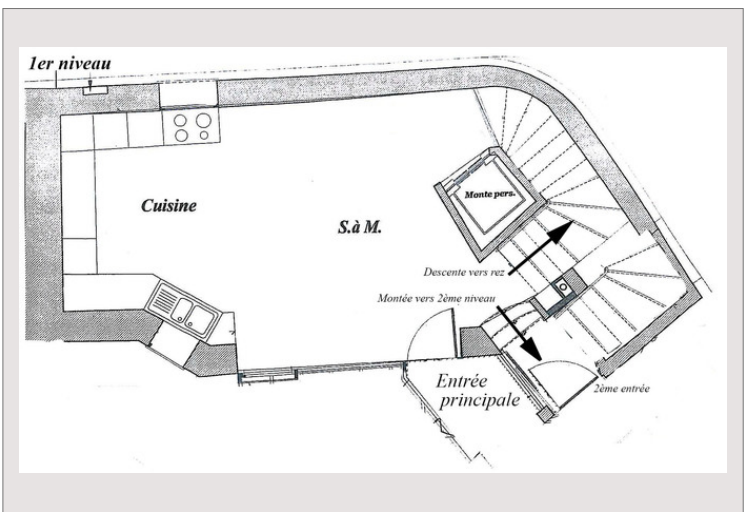 1er niveau
Cuisine
S.à M.
Monte pers.
Descente vers rez
Montée vers 2ème niveau
Entrée
principale
2ème entrée